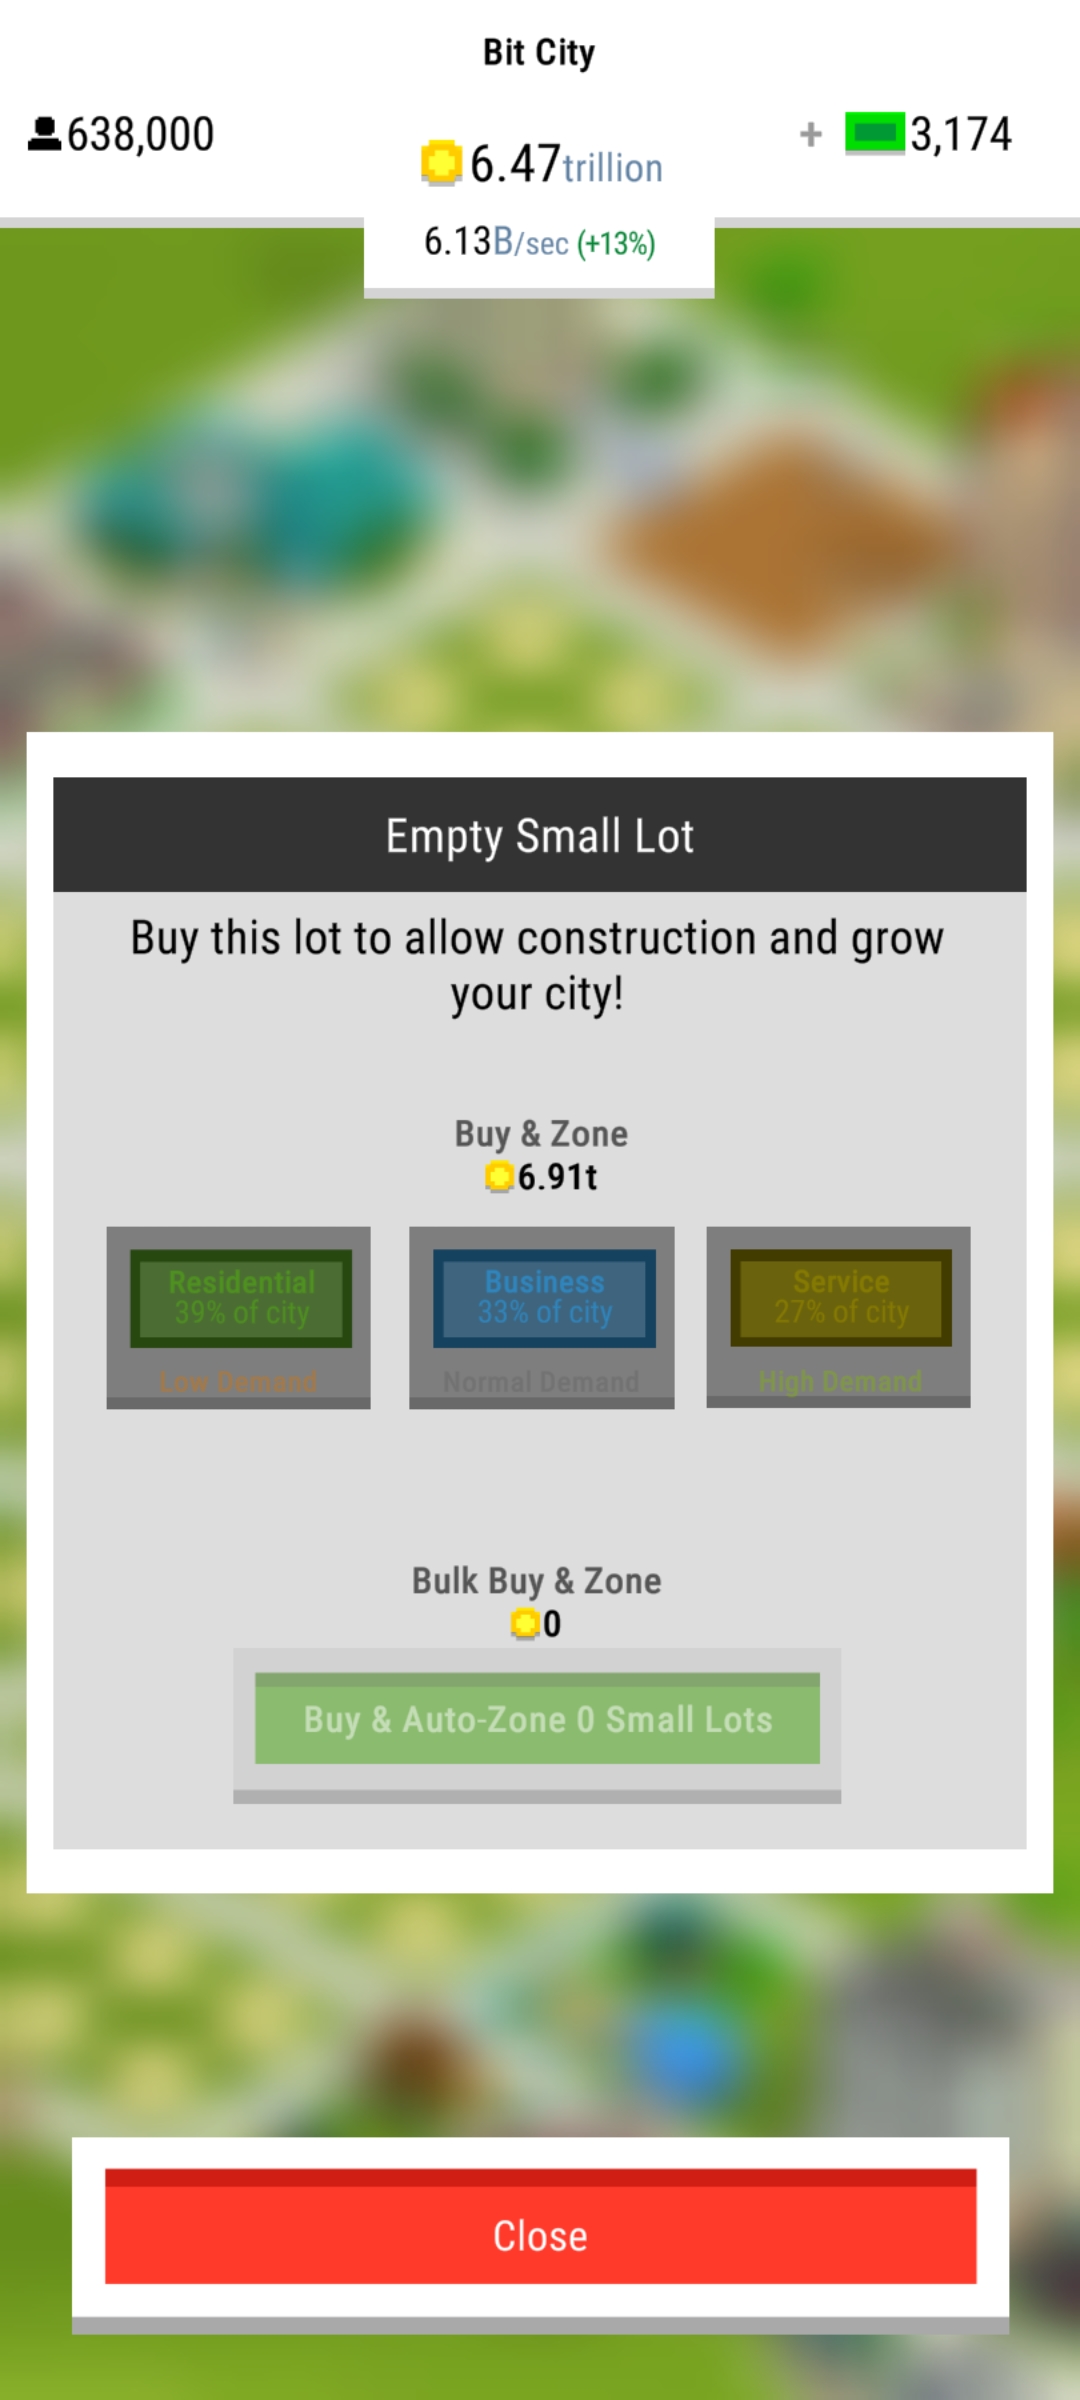 Bit City
638,000
6.47trillion
+ 3,174
6.13B/sec (+13%)
Empty Small Lot
Buy this lot to allow construction and grow
your city!
Buy & Zone
6.91t
Residential
39% of city
Low Demand
Business
33% of city
Normal Demand
Service
27% of city
High Demand
Bulk Buy & Zone
0
Buy & Auto-Zone 0 Small Lots
Close